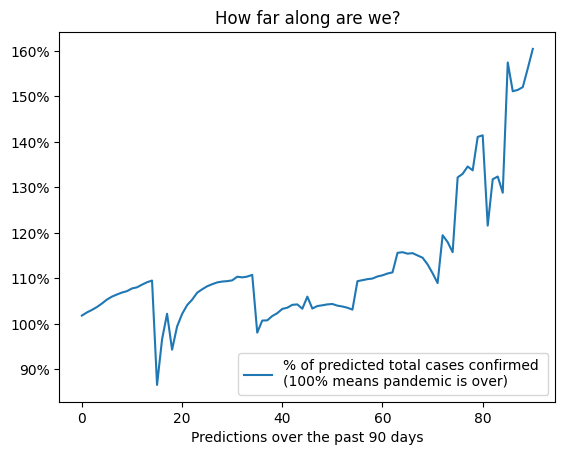 How far along are we?
160%
150%
140%
130%
120%
110%
100%
90%
% of predicted total cases confirmed
(100% means pandemic is over)
0 20 40 60 80
Predictions over the past 90 days